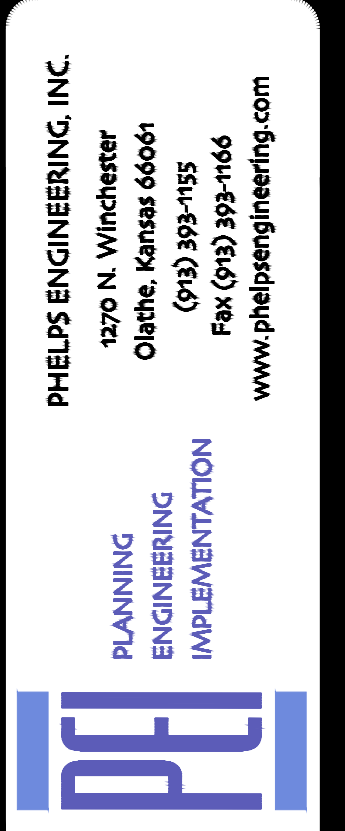 PEI
PLANNING
ENGINEERING
IMPLEMENTATION
PHELPS ENGINEERING, INC.
1270 N. Winchester
Olathe, Kansas 66061
(913) 393-1155
Fax (913) 393-1166
www.phelpsengineering.com